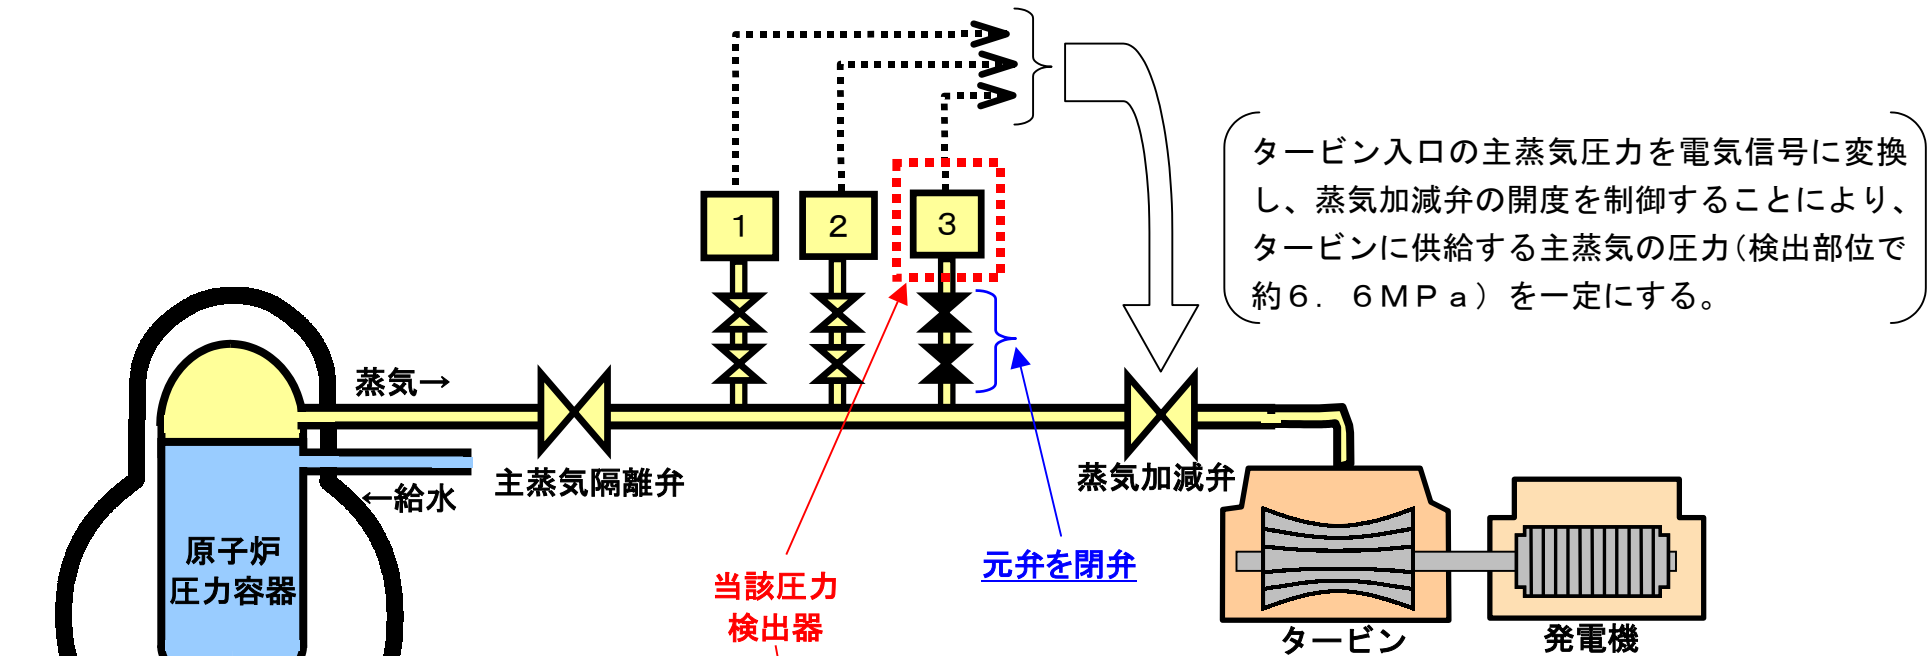 タービン入口の主蒸気圧力を電気信号に変換
し、蒸気加減弁の開度を制御することにより、
タービンに供給する主蒸気の圧力(検出部位で
約6.6MPa)を一定にする。
1
2
3
蒸気→
主蒸気隔離弁
蒸気加減弁
←給水
原子炉
圧力容器
当該圧力
検出器
元弁を閉弁
タービン
発電機